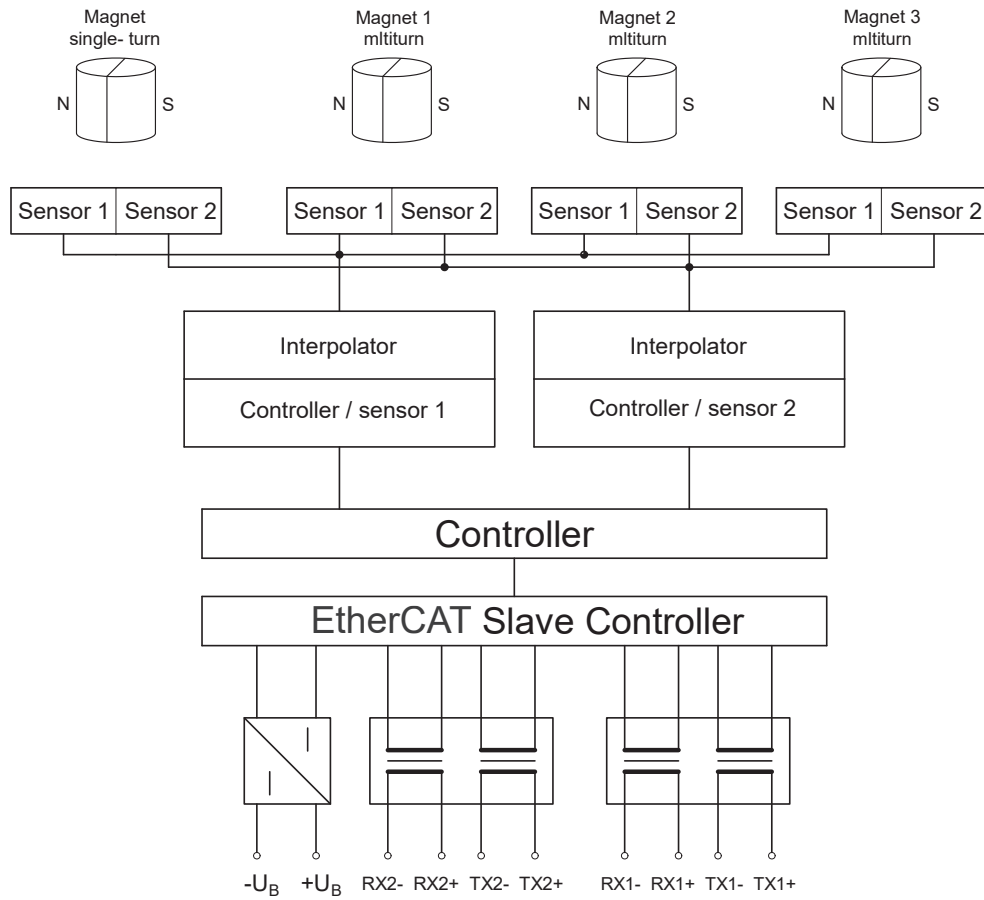 Magnet
single- turn
Magnet 1
mltiturn
Magnet 2
mltiturn
Magnet 3
mltiturn
N S
N S
N S
N S
Sensor 1 Sensor 2
Sensor 1 Sensor 2
Sensor 1 Sensor 2
Sensor 1 Sensor 2
Interpolator
Controller / sensor 1
Interpolator
Controller / sensor 2
Controller
EtherCAT Slave Controller
-UB +UB RX2- RX2+ TX2- TX2+ RX1- RX1+ TX1- TX1+